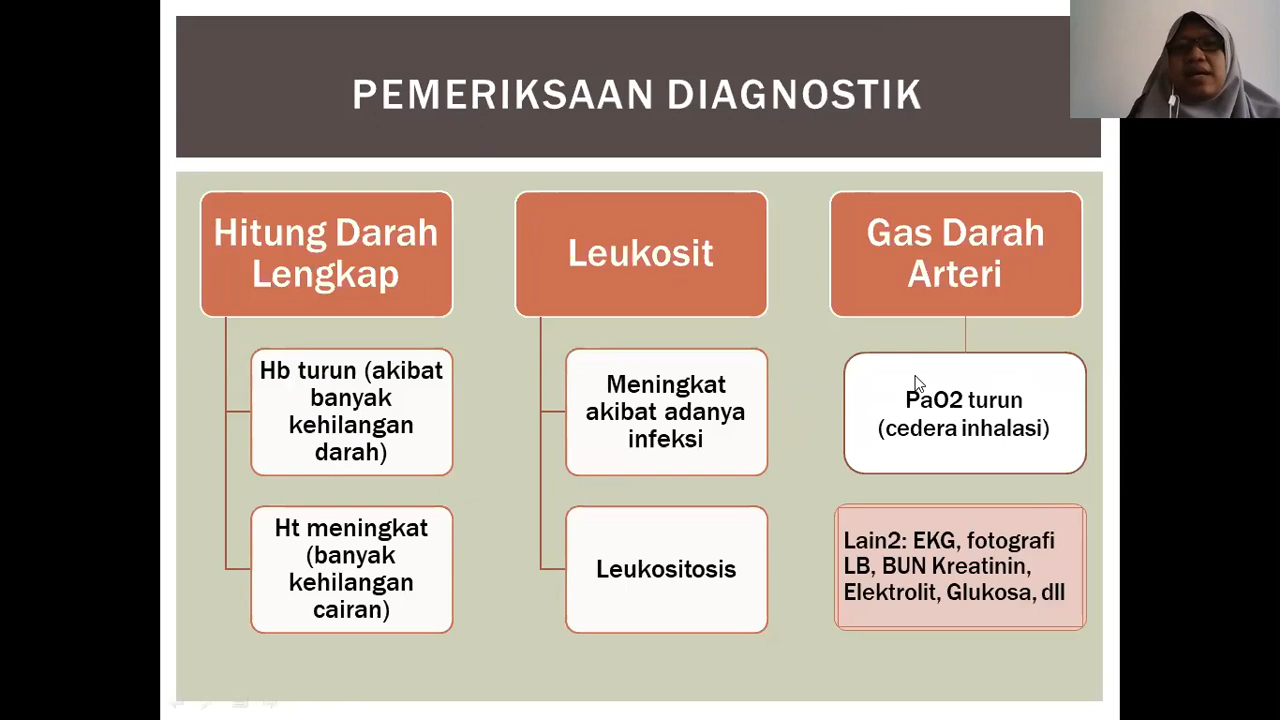 PEMERIKSAAN DIAGNOSTIK
Hitung Darah
Lengkap
Hb turun (akibat
banyak
kehilangan
darah)
Ht meningkat
(banyak
kehilangan
cairan)
Leukosit
Meningkat
akibat adanya
infeksi
Leukositosis
Gas Darah
Arteri
PaO2 turun
(cedera inhalasi)
Lain2: EKG, fotografi
LB, BUN Kreatinin,
Elektrolit, Glukosa, dll